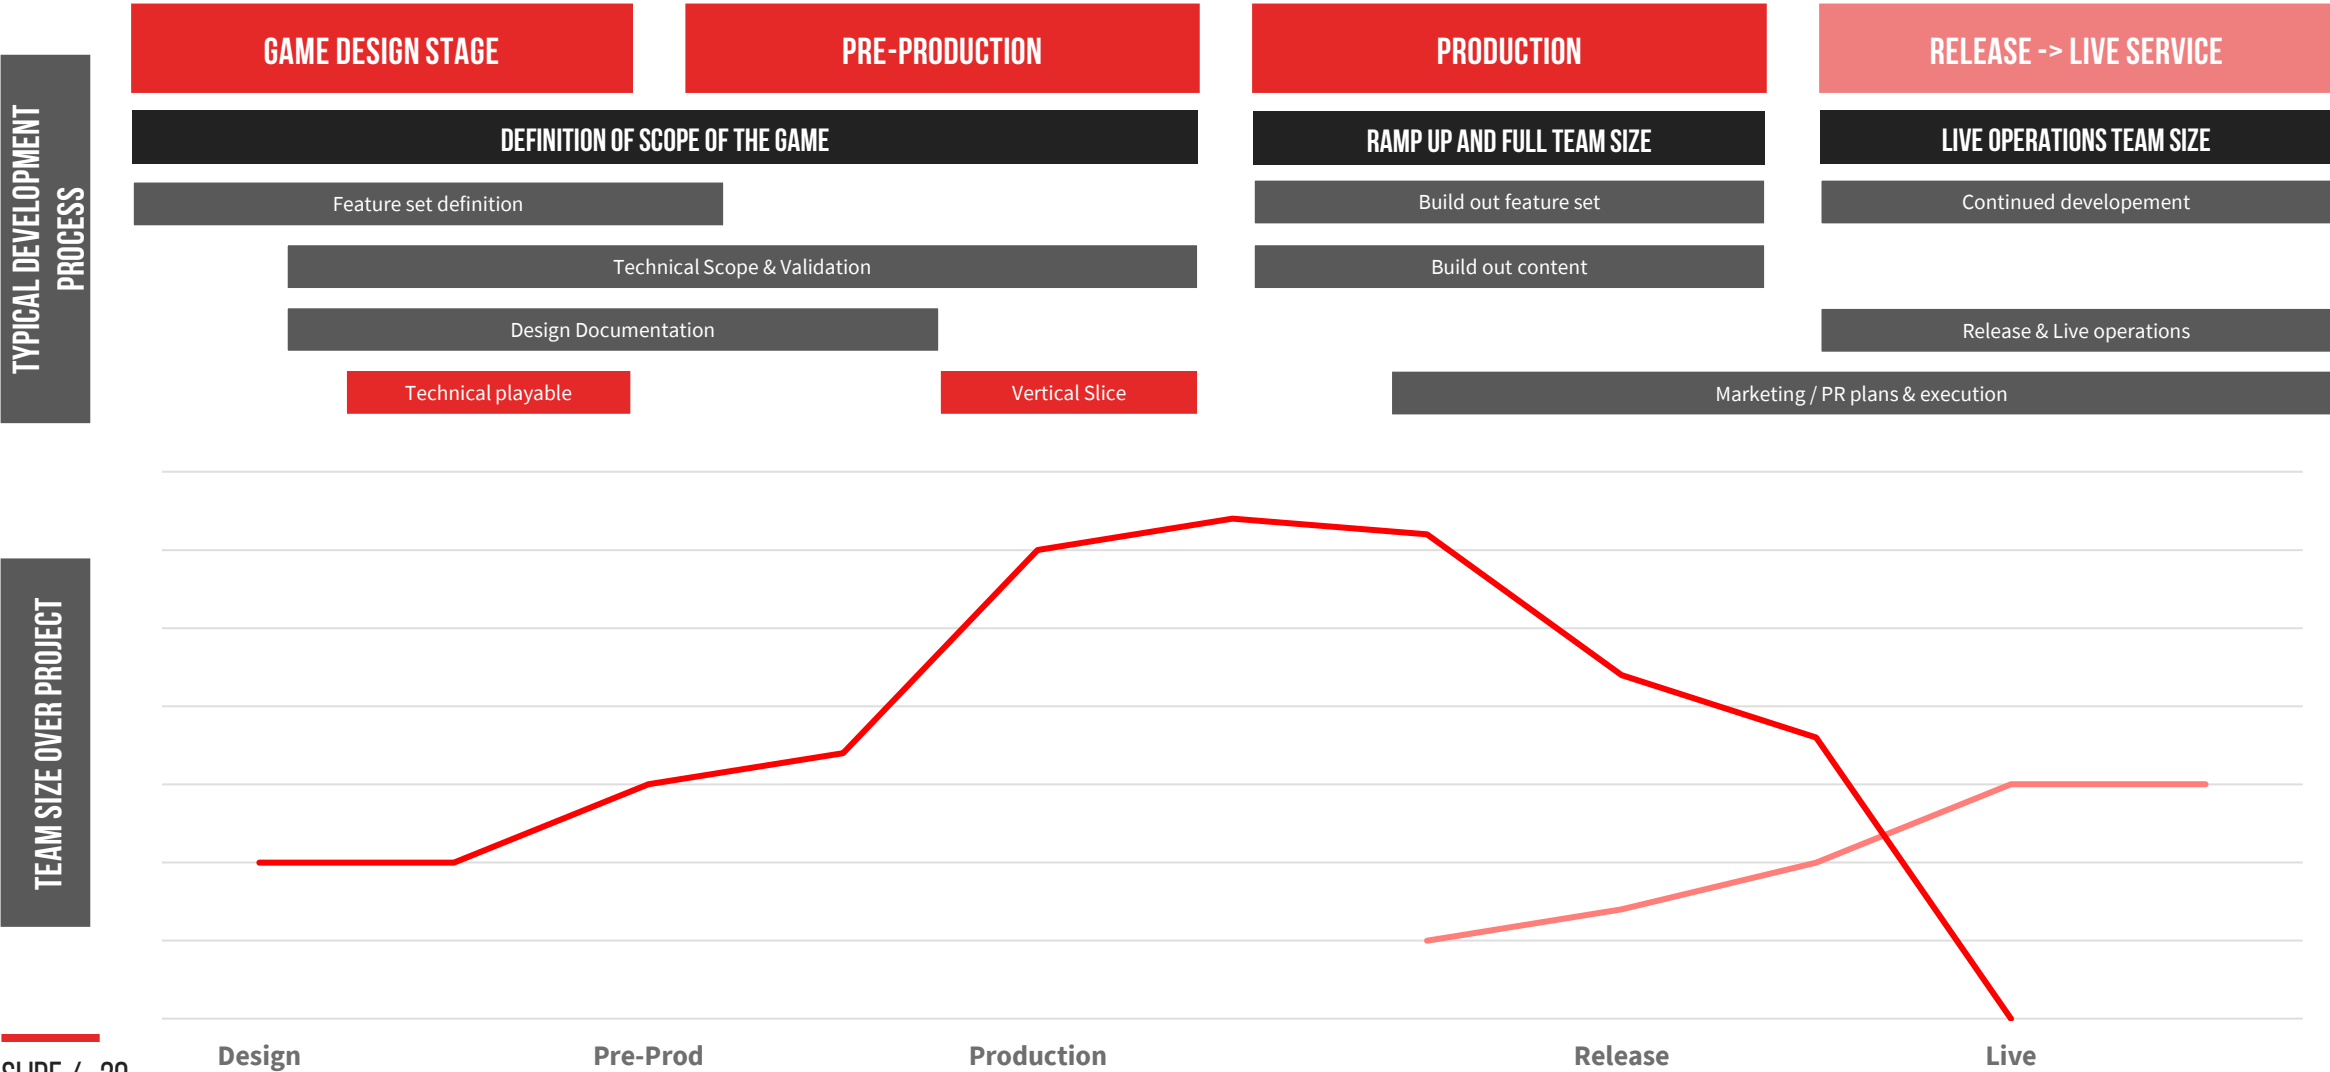 GAME DESIGN STAGE
PRE-PRODUCTION
PRODUCTION
RELEASE -> LIVE SERVICE
TYPICAL DEVELOPMENT
PROCESS
DEFINITION OF SCOPE OF THE GAME
RAMP UP AND FULL TEAM SIZE
LIVE OPERATIONS TEAM SIZE
Feature set definition
Build out feature set
Continued developement
Technical Scope & Validation
Build out content
Design Documentation
Release & Live operations
Technical playable
Vertical Slice
Marketing / PR plans & execution
TEAM SIZE OVER PROJECT
Design
Pre-Prod
Production
Release
Live